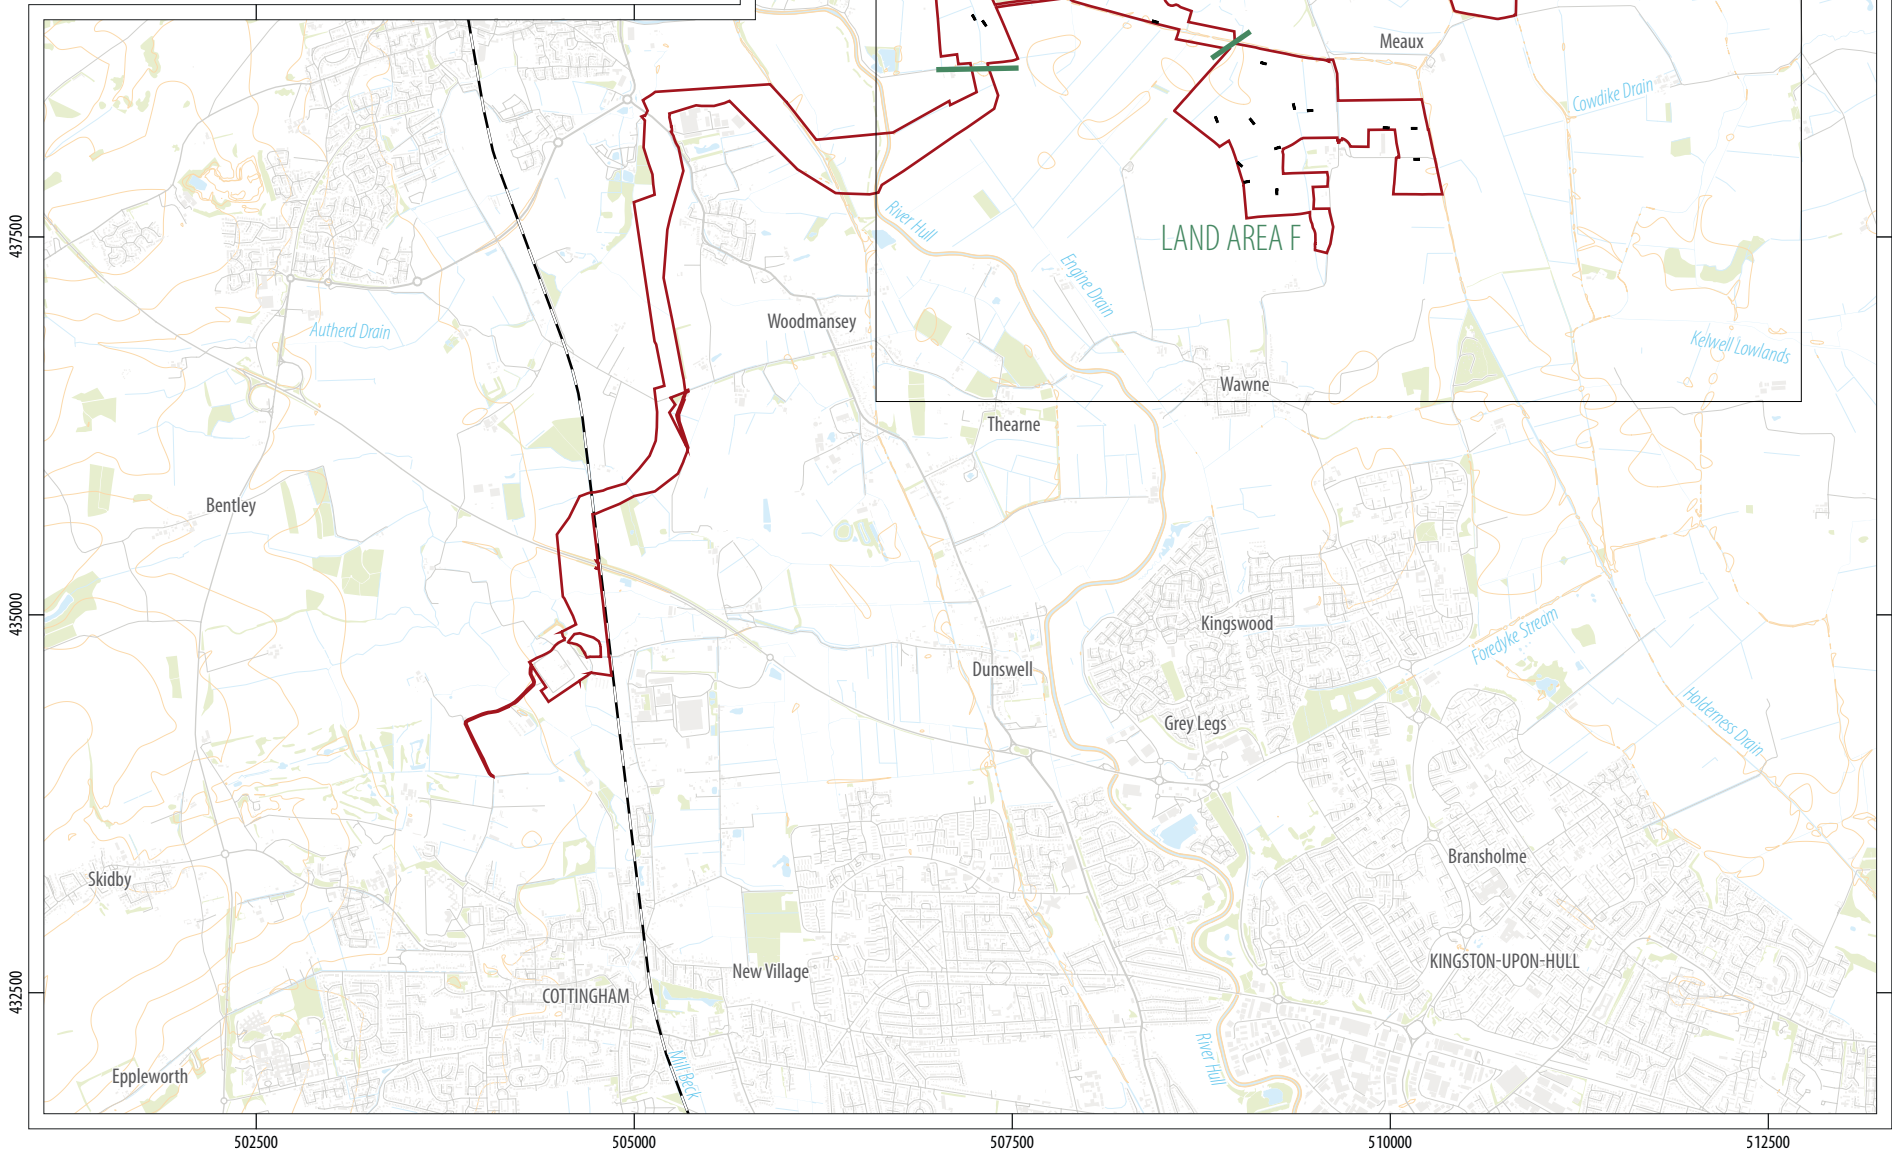 Meaux
Cowdike Drain
River Hull
437500
LAND AREA F
Engine Drain
Woodmansey
Autherd Drain
Kelwell Lowlands
Wawne
Thearne
Bentley
435000
Kingswood
Foredyke Stream
Dunswell
Grey Legs
Holderness Drain
Bransholme
Skidby
KINGSTON-UPON-HULL
New Village
432500
COTTINGHAM
River Hull
Eppleworth
Mill Beck
502500
505000
507500
510000
512500